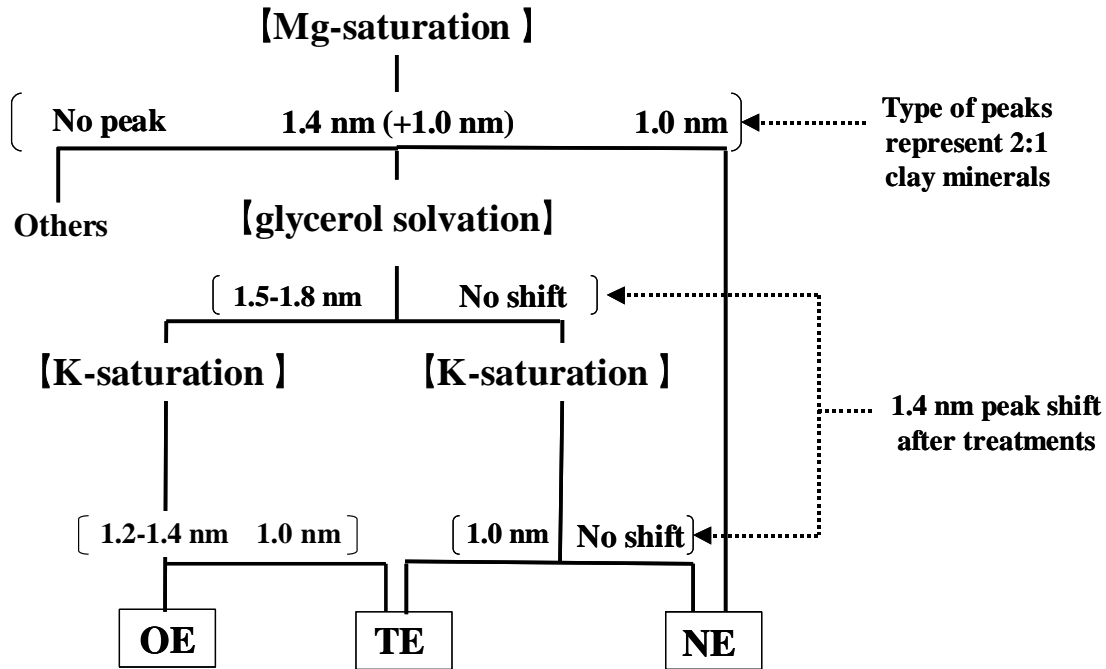 【Mg-saturation】
No peak 1.4 nm (+1.0 nm) 1.0 nm
Type of peaks
represent 2:1
clay minerals
Others
【glycerol solvation】
1.5-1.8 nm No shift
【K-saturation】 【K-saturation】
1.4 nm peak shift
after treatments
1.2-1.4 nm 1.0 nm 1.0 nm No shift
OE TE NE